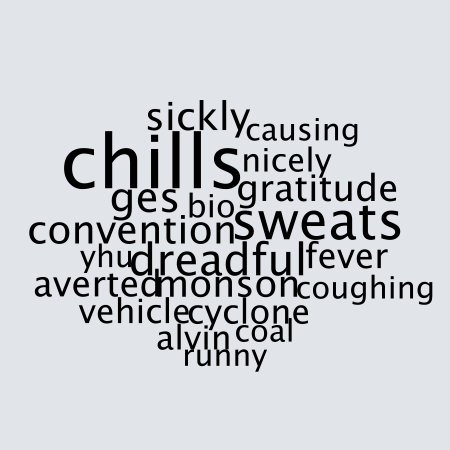 sickly
causing
chills
nicely
ges
bio
gratitude
convention
sweats
yhu
dreadful
fever
averted
monson
coughing
vehicle
cyclone
alvin
coal
runny